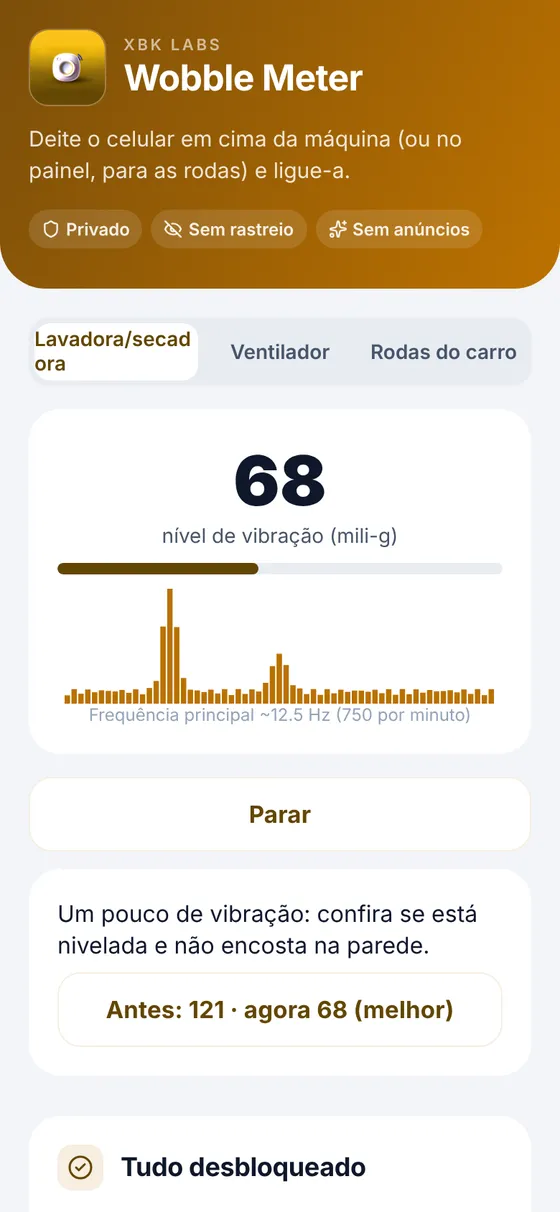 XBK LABS
Wobble Meter
Deite o celular em cima da máquina (ou no
painel, para as rodas) e ligue-a.
Privado
Sem rastreio
Sem anúncios
Lavadora/secad
ora
Ventilador
Rodas do carro
68
nível de vibração (mili-g)
Frequência principal ~12.5 Hz (750 por minuto)
Parar
Um pouco de vibração: confira se está
nivelada e não encosta na parede.
Antes: 121 · agora 68 (melhor)
Tudo desbloqueado